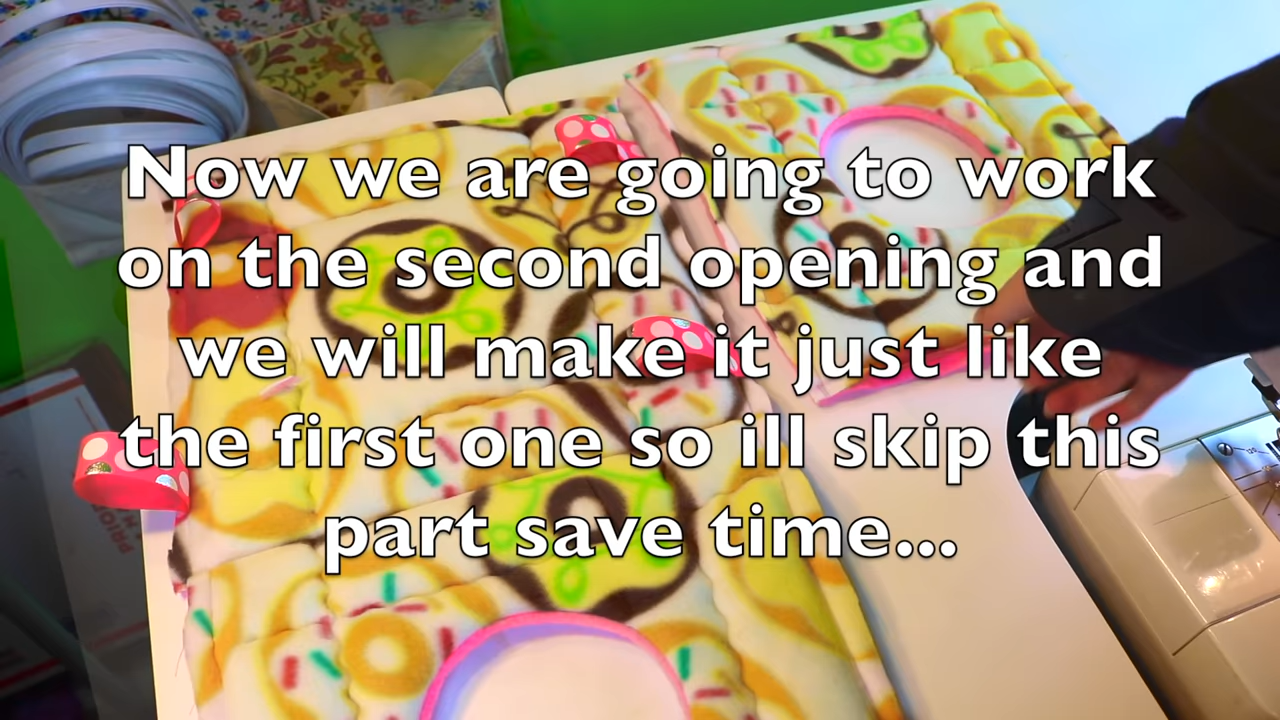 Now we are going to work
on the second opening and
we will make it just like
the first one so ill skip this
part save time...